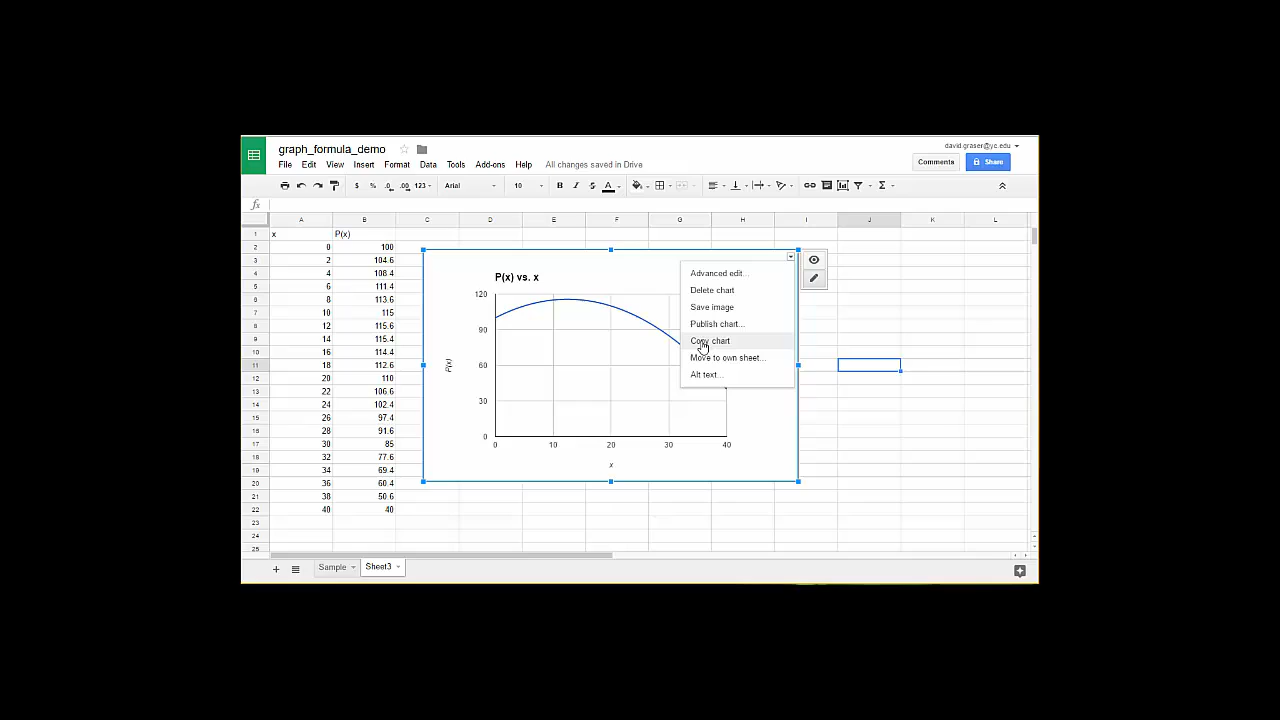 graph_formula_demo
david.graser@yc.edu
File Edit View Insert Format Data Tools Add-ons Help All changes saved in Drive
Comments Share
$ % .0 .00 123 Arial 10 B I S A Σ
fx
A B C D E F G H I J K L
1 x P(x)
2 0 100
3 2 104.6
4 4 108.4
5 6 111.4
6 8 113.6
7 10 115
8 12 115.6
9 14 115.4
10 16 114.4
11 18 112.6
12 20 110
13 22 106.6
14 24 102.4
15 26 97.4
16 28 91.6
17 30 85
18 32 77.6
19 34 69.4
20 36 60.4
21 38 50.6
22 40 40
23
24
25
P(x) vs. x
120
90
60
30
0
P(x)
0 10 20 30 40
x
Advanced edit...
Delete chart
Save image
Publish chart...
Copy chart
Move to own sheet...
Alt text...
Sample Sheet3